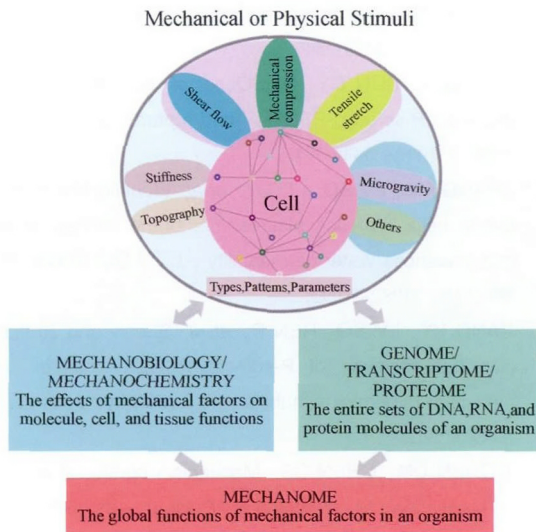 Mechanical or Physical Stimuli
Shear flow
Mechanical
compression
Tensile
stretch
Stiffness
Topography
Cell
Microgravity
Others
Types,Pattems,Parameters
MECHANOBIOLOGY/
MECHANOCHEMISTRY
The effects of mechanical factors on
molecule, cell, and tissue functions
GENOME/
TRANSCRIPTOME/
PROTEOME
The entire sets of DNA,RNA,and
protein molecules of an organism
MECHANOME
The global functions of mechanical factors in an organism